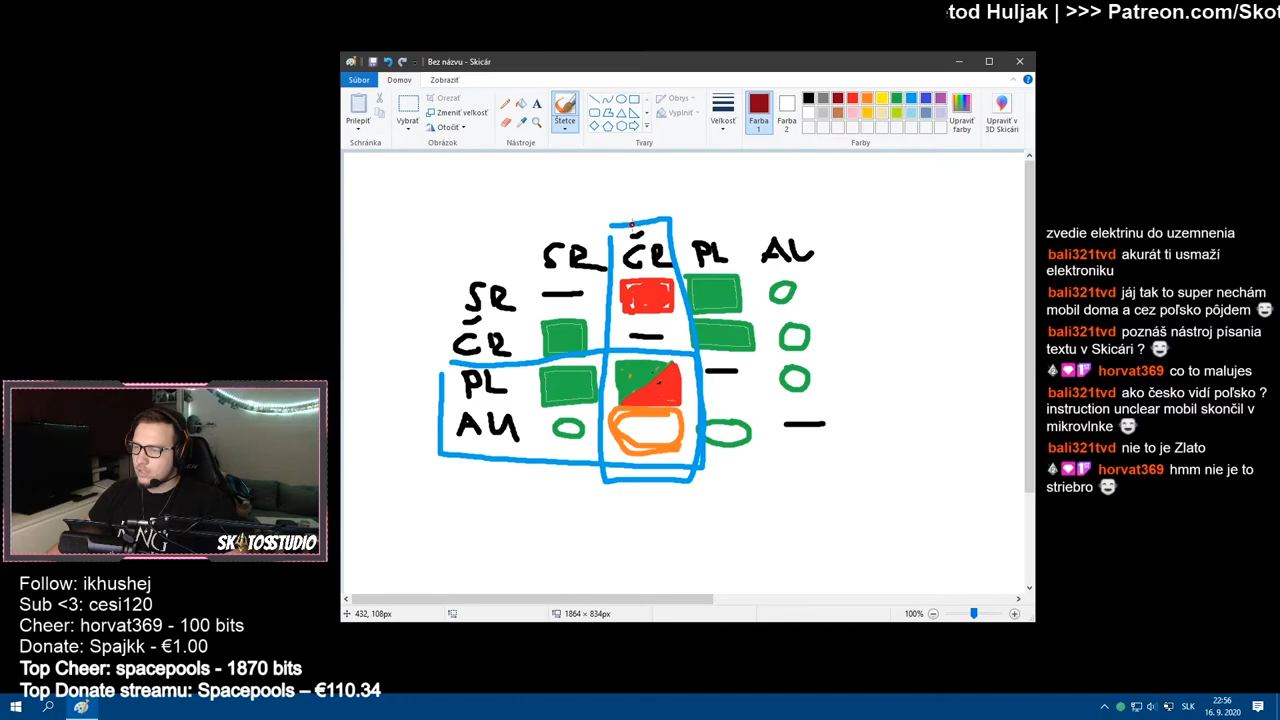 tod Huljak | >>> Patreon.com/Skot
Bez názvu - Skicár
Súbor Domov Zobraziť
Prilepiť
Schránka
Vybrať
Orezať
Zmeniť veľkosť
Otočiť
Obrázok
Nástroje
Štetce
Obrys
Vyplniť
Tvary
Veľkosť
Farba 1
Farba 2
Upraviť farby
Upraviť v 3D Skicári
Farby
SR ČR PL AU
SR
ČR
PL
AU
zvedie elektrinu do uzemnenia
bali321tvd akurát ti usmaží
elektroniku
bali321tvd jáj tak to super nechám
mobil doma a cez poľsko pôjdem
bali321tvd poznáš nástroj písania
textu v Skicári ?
horvat369 co to malujes
bali321tvd ako česko vidí poľsko ?
instruction unclear mobil skončil v
mikrovlnke
bali321tvd nie to je Zlato
horvat369 hmm nie je to
striebro
NG
SK TOSSTUDIO
Follow: ikhushej
Sub <3: cesi120
Cheer: horvat369 - 100 bits
Donate: Spajkk - €1.00
Top Cheer: spacepools - 1870 bits
Top Donate streamu: Spacepools – €110.34
432, 108px
1864 × 834px
100%
SLK
22:56
16. 9. 2020